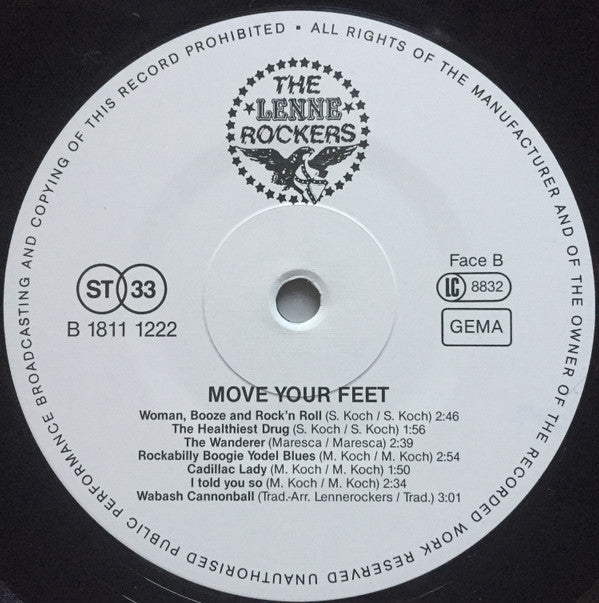 ALL RIGHTS OF THE MANUFACTURER AND OF THE OWNER OF THE RECORDED WORK RESERVED UNAUTHORISED PUBLIC PERFORMANCE BROADCASTING AND COPYING OF THIS RECORD PROHIBITED •
THE
★LENNE★
ROCKERS
ST 33
B 1811 1222
Face B
LC 8832
GEMA
MOVE YOUR FEET
Woman, Booze and Rock'n Roll (S. Koch / S. Koch) 2:46
The Healthiest Drug (S. Koch / S. Koch) 1:56
The Wanderer (Maresca / Maresca) 2:39
Rockabilly Boogie Yodel Blues (M. Koch / M. Koch) 2:54
Cadillac Lady (M. Koch / M. Koch) 1:50
I told you so (M. Koch / M. Koch) 2:34
Wabash Cannonball (Trad.-Arr. Lennerockers / Trad.) 3:01